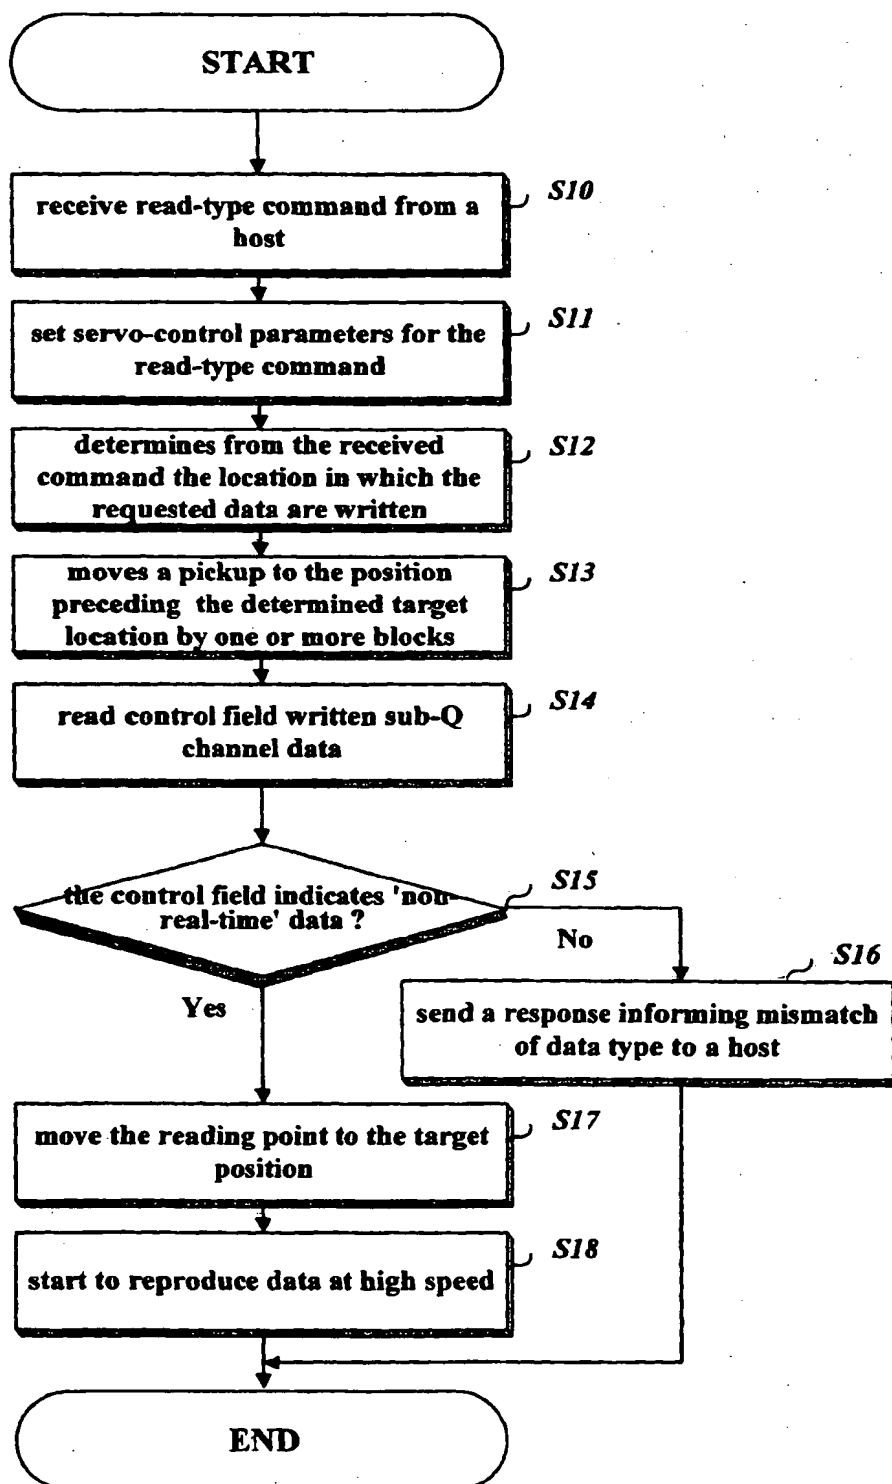 START
S10
receive read-type command from a
host
S11
set servo-control parameters for the
read-type command
S12
determines from the received
command the location in which the
requested data are written
S13
moves a pickup to the position
preceding the determined target
location by one or more blocks
S14
read control field written sub-Q
channel data
S15
the control field indicates 'non-
real-time' data ?
No
Yes
S16
send a response informing mismatch
of data type to a host
S17
move the reading point to the target
position
S18
start to reproduce data at high speed
END